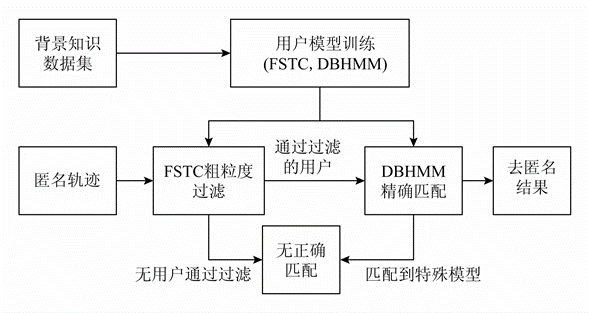 背景知识
数据集
用户模型训练
(FSTC, DBHMM)
匿名轨迹
FSTC粗粒度
过滤
通过过滤
的用户
DBHMM
精确匹配
去匿名
结果
无用户通过过滤
无正确
匹配
匹配到特殊模型